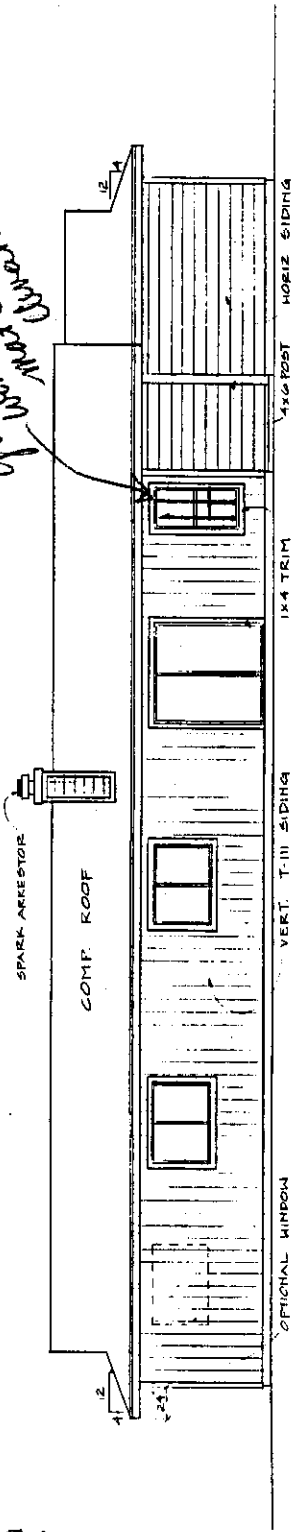 SPARK ARRESTOR
COMP. ROOF
12
4
12
4
24
OPTIONAL WINDOW
VERT. T-111 SIDING
1X4 TRIM
4x6 POST
HORIZ SIDING